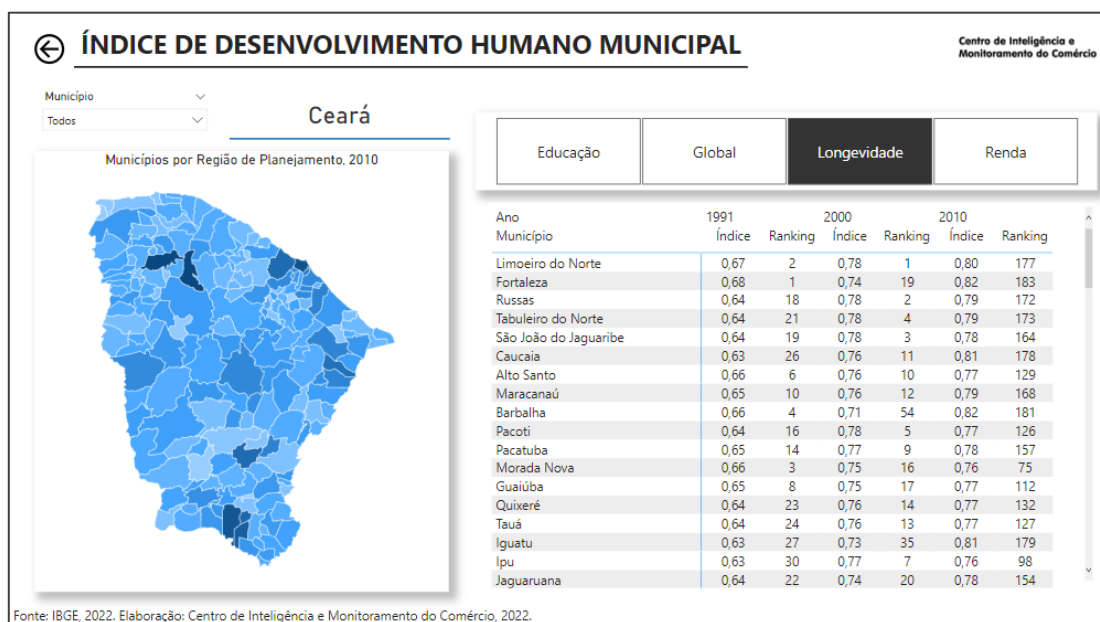 ÍNDICE DE DESENVOLVIMENTO HUMANO MUNICIPAL
Centro de Inteligência e
Monitoramento do Comércio
Município
Todos
Ceará
Municípios por Região de Planejamento, 2010
Educação Global Longevidade Renda
Ano 1991 2000 2010
Município Índice Ranking Índice Ranking Índice Ranking
Limoeiro do Norte 0,67 2 0,78 1 0,80 177
Fortaleza 0,68 1 0,74 19 0,82 183
Russas 0,64 18 0,78 2 0,79 172
Tabuleiro do Norte 0,64 21 0,78 4 0,79 173
São João do Jaguaribe 0,64 19 0,78 3 0,78 164
Caucaia 0,63 26 0,76 11 0,81 178
Alto Santo 0,66 6 0,76 10 0,77 129
Maracanaú 0,65 10 0,76 12 0,79 168
Barbalha 0,66 4 0,71 54 0,82 181
Pacoti 0,64 16 0,78 5 0,77 126
Pacatuba 0,65 14 0,77 9 0,78 157
Morada Nova 0,66 3 0,75 16 0,76 75
Guaiúba 0,65 8 0,75 17 0,77 112
Quixeré 0,64 23 0,76 14 0,77 132
Tauá 0,64 24 0,76 13 0,77 127
Iguatu 0,63 27 0,73 35 0,81 179
Ipu 0,63 30 0,77 7 0,76 98
Jaguaruana 0,64 22 0,74 20 0,78 154
Fonte: IBGE, 2022. Elaboração: Centro de Inteligência e Monitoramento do Comércio, 2022.